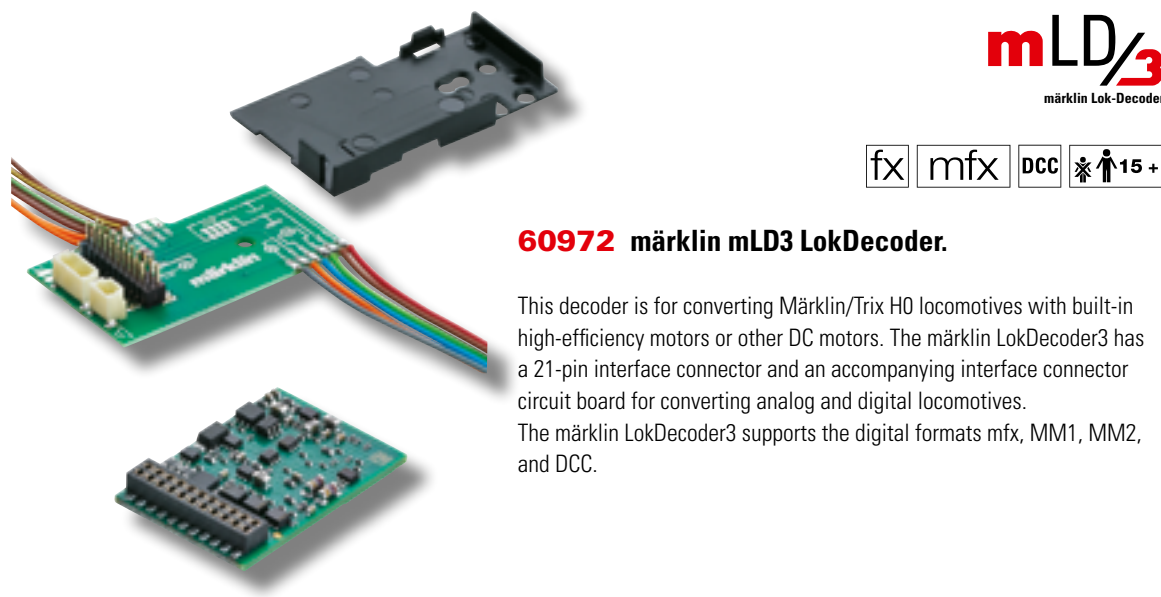 mLD/3
märklin Lok-Decoder
fx mfx DCC 15 +
60972 märklin mLD3 LokDecoder.
This decoder is for converting Märklin/Trix H0 locomotives with built-in
high-efficiency motors or other DC motors. The märklin LokDecoder3 has
a 21-pin interface connector and an accompanying interface connector
circuit board for converting analog and digital locomotives.
The märklin LokDecoder3 supports the digital formats mfx, MM1, MM2,
and DCC.
märklin